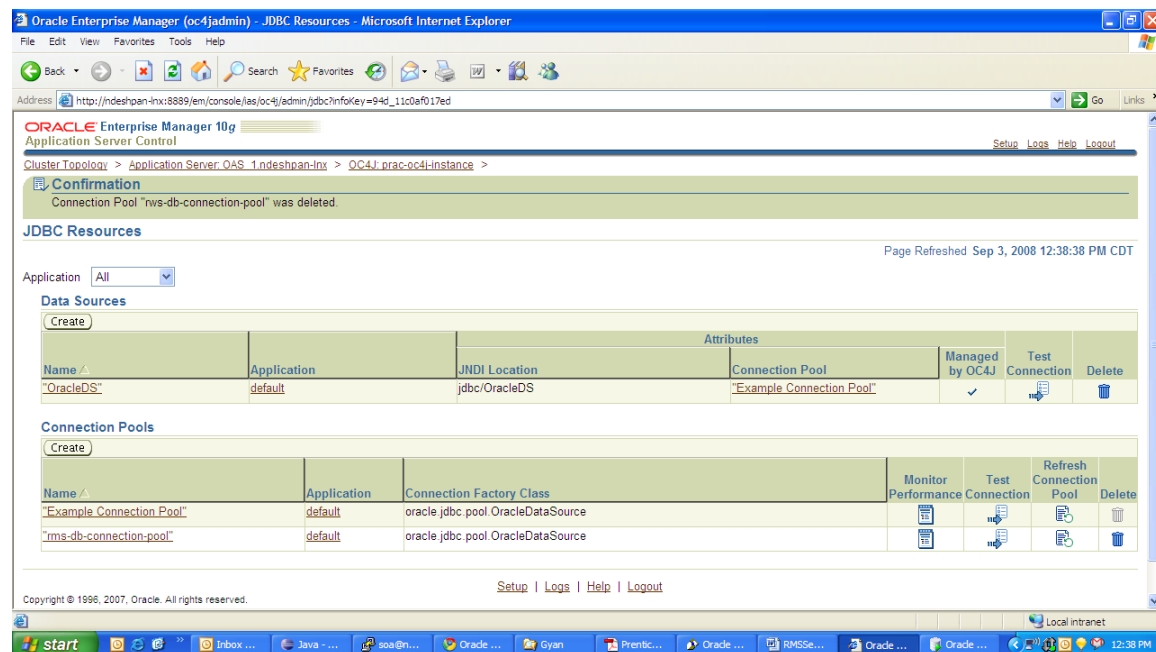 Oracle Enterprise Manager (oc4jadmin) - JDBC Resources - Microsoft Internet Explorer
File Edit View Favorites Tools Help
Back Search Favorites
Address http://ndeshpan-lnx:8889/em/console/ias/oc4j/admin/jdbc?infoKey=94d_11c0af017ed Go Links
ORACLE Enterprise Manager 10g
Application Server Control
Setup Logs Help Logout
Cluster Topology > Application Server: OAS_1.ndeshpan-lnx > OC4J: prac-oc4j-instance >
Confirmation
Connection Pool "rws-db-connection-pool" was deleted.
JDBC Resources
Page Refreshed Sep 3, 2008 12:38:38 PM CDT
Application All
Data Sources
Create
Attributes
Name Application JNDI Location Connection Pool Managed by OC4J Test Connection Delete
"OracleDS" default jdbc/OracleDS "Example Connection Pool"
Connection Pools
Create
Name Application Connection Factory Class Monitor Performance Test Connection Refresh Connection Pool Delete
"Example Connection Pool" default oracle.jdbc.pool.OracleDataSource
"rms-db-connection-pool" default oracle.jdbc.pool.OracleDataSource
Setup | Logs | Help | Logout
Copyright © 1996, 2007, Oracle. All rights reserved.
Local intranet
start Inbox ... Java - ... soa@n... Oracle ... Gyan Prentic... Oracle ... RMSSe... Oracle ... Oracle ... 12:38 PM